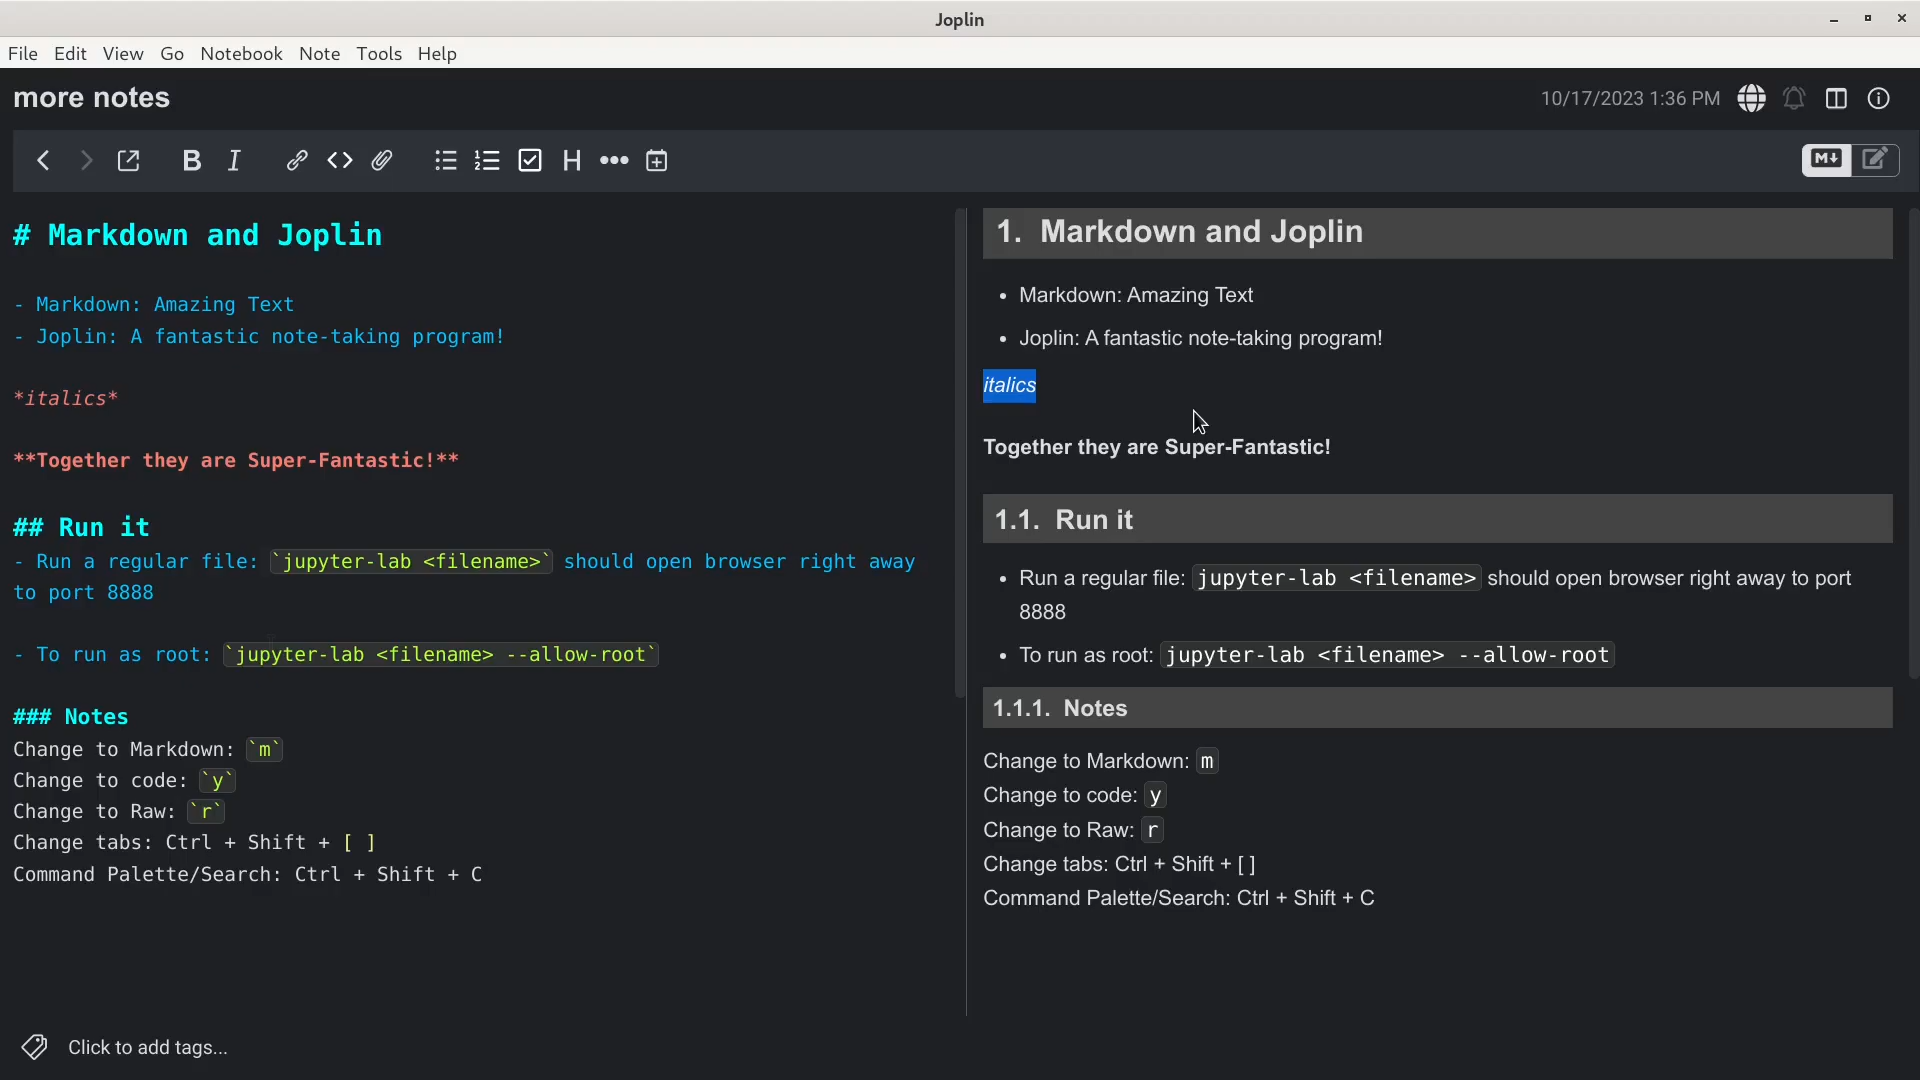 Joplin
File Edit View Go Notebook Note Tools Help
more notes
10/17/2023 1:36 PM
B I H M↓
# Markdown and Joplin
- Markdown: Amazing Text
- Joplin: A fantastic note-taking program!
*italics*
**Together they are Super-Fantastic!**
## Run it
- Run a regular file: `jupyter-lab <filename>` should open browser right away
to port 8888
- To run as root: `jupyter-lab <filename> --allow-root`
### Notes
Change to Markdown: `m`
Change to code: `y`
Change to Raw: `r`
Change tabs: Ctrl + Shift + [ ]
Command Palette/Search: Ctrl + Shift + C
1. Markdown and Joplin
• Markdown: Amazing Text
• Joplin: A fantastic note-taking program!
italics
Together they are Super-Fantastic!
1.1. Run it
• Run a regular file: jupyter-lab <filename> should open browser right away to port
8888
• To run as root: jupyter-lab <filename> --allow-root
1.1.1. Notes
Change to Markdown: m
Change to code: y
Change to Raw: r
Change tabs: Ctrl + Shift + [ ]
Command Palette/Search: Ctrl + Shift + C
Click to add tags...